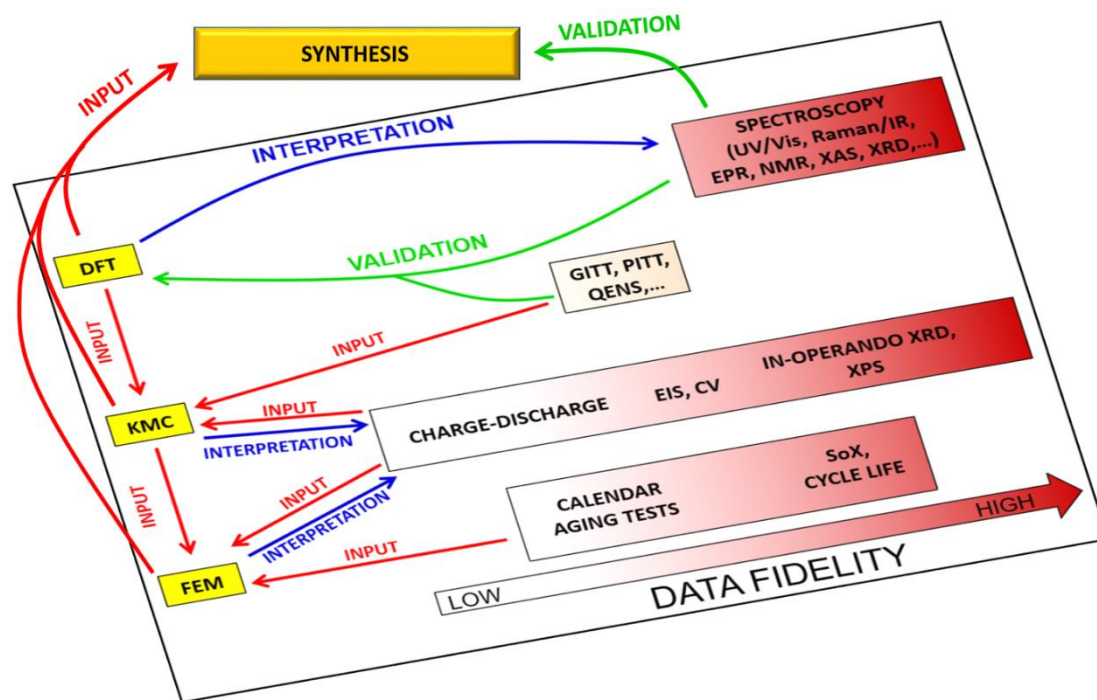 SYNTHESIS
VALIDATION
INPUT
INTERPRETATION
SPECTROSCOPY
(UV/Vis, Raman/IR,
EPR, NMR, XAS, XRD,...)
DFT
VALIDATION
GITT, PITT,
QENS,...
INPUT
INPUT
KMC
INPUT
INTERPRETATION
CHARGE-DISCHARGE
EIS, CV
IN-OPERANDO XRD,
XPS
INPUT
INPUT
INTERPRETATION
CALENDAR
AGING TESTS
SoX,
CYCLE LIFE
INPUT
FEM
LOW
HIGH
DATA FIDELITY